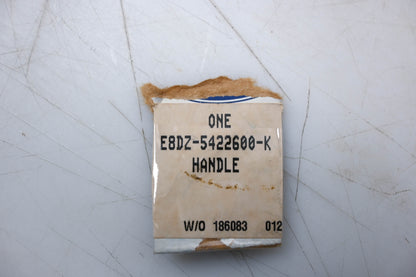 ONE
E8DZ-5422600-K
HANDLE
W/O 186083 012